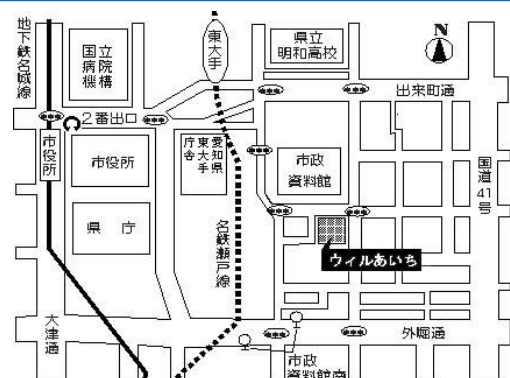 地下鉄名城線
国立
病院
機構
東大手
県立
明和高校
N
出来町通
2番出口
市役所
市役所
愛知県
東大手
庁舎
市政
資料館
国道41号
県庁
名鉄瀬戸線
ウィルあいち
大津通
外堀通
市政
資料館南